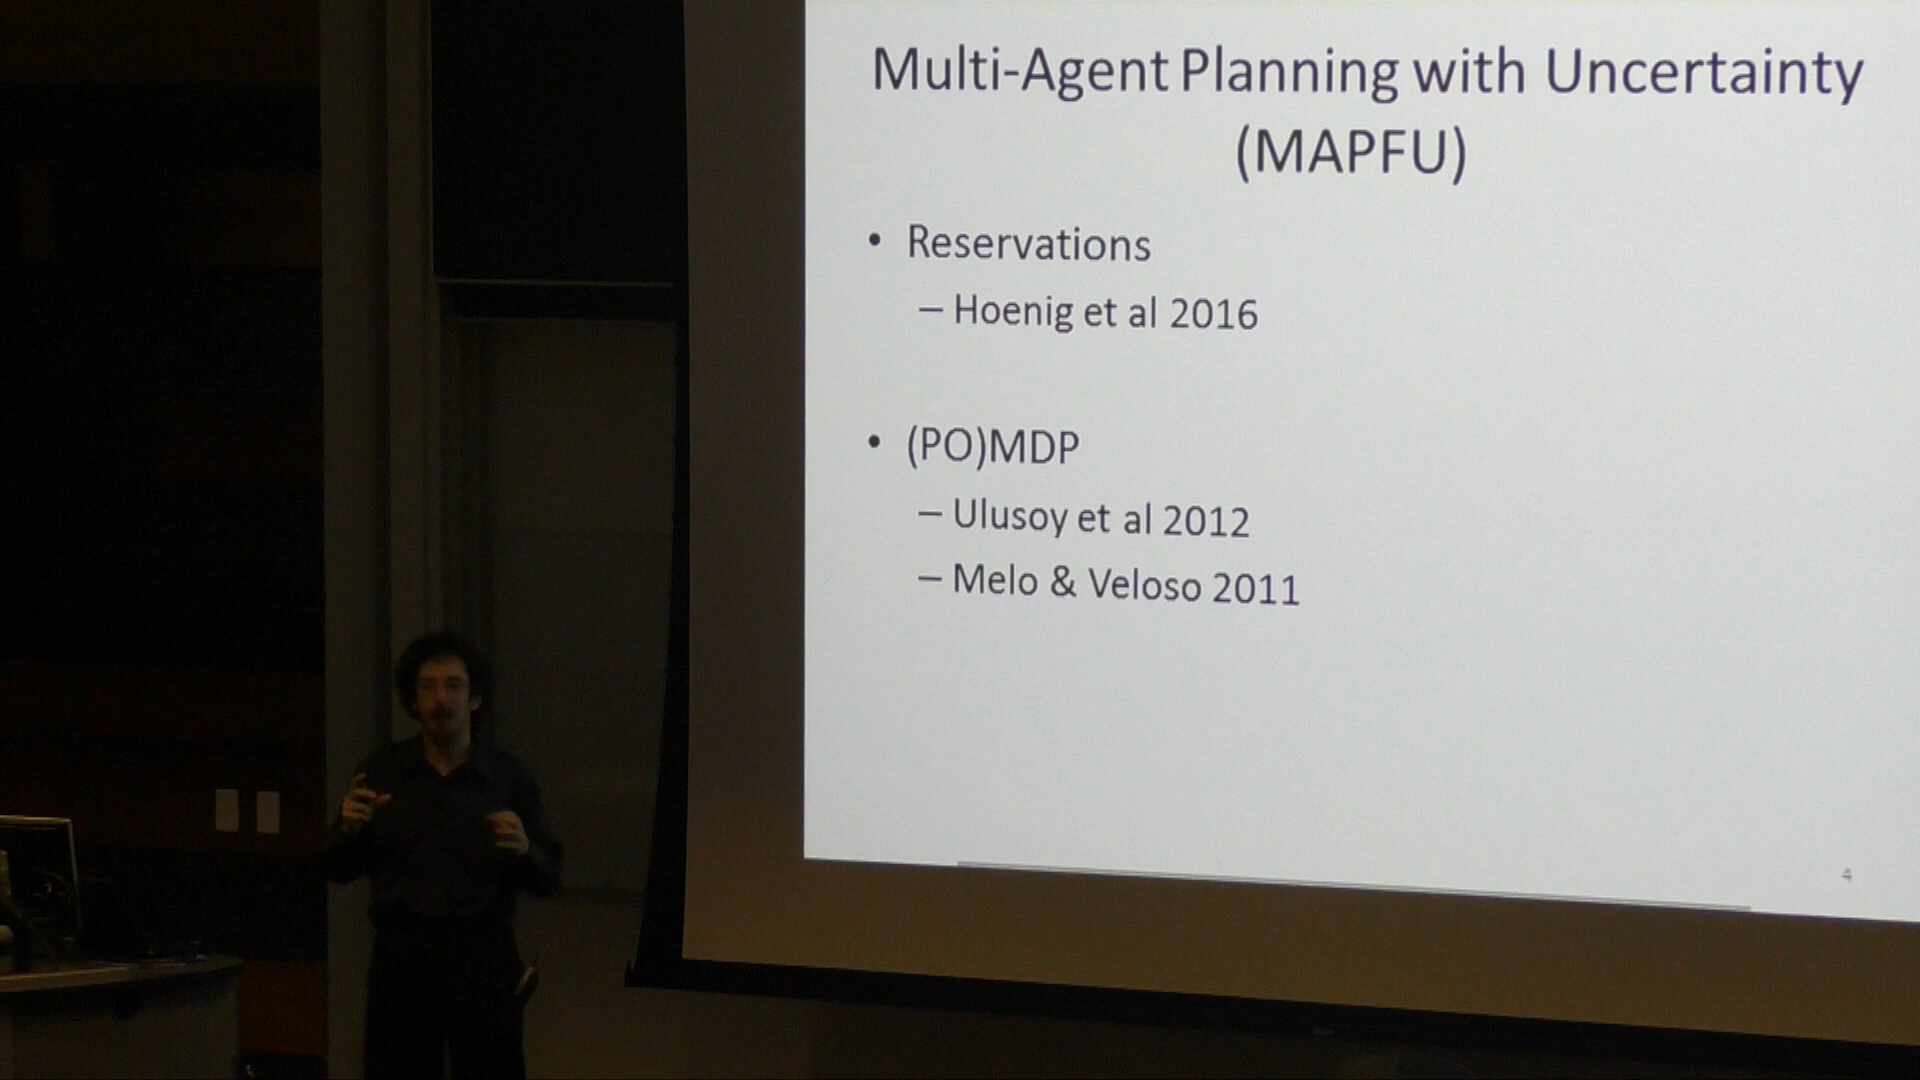 Multi-Agent Planning with Uncertainty
(MAPFU)
• Reservations
– Hoenig et al 2016
• (PO)MDP
– Ulusoy et al 2012
– Melo & Veloso 2011
4